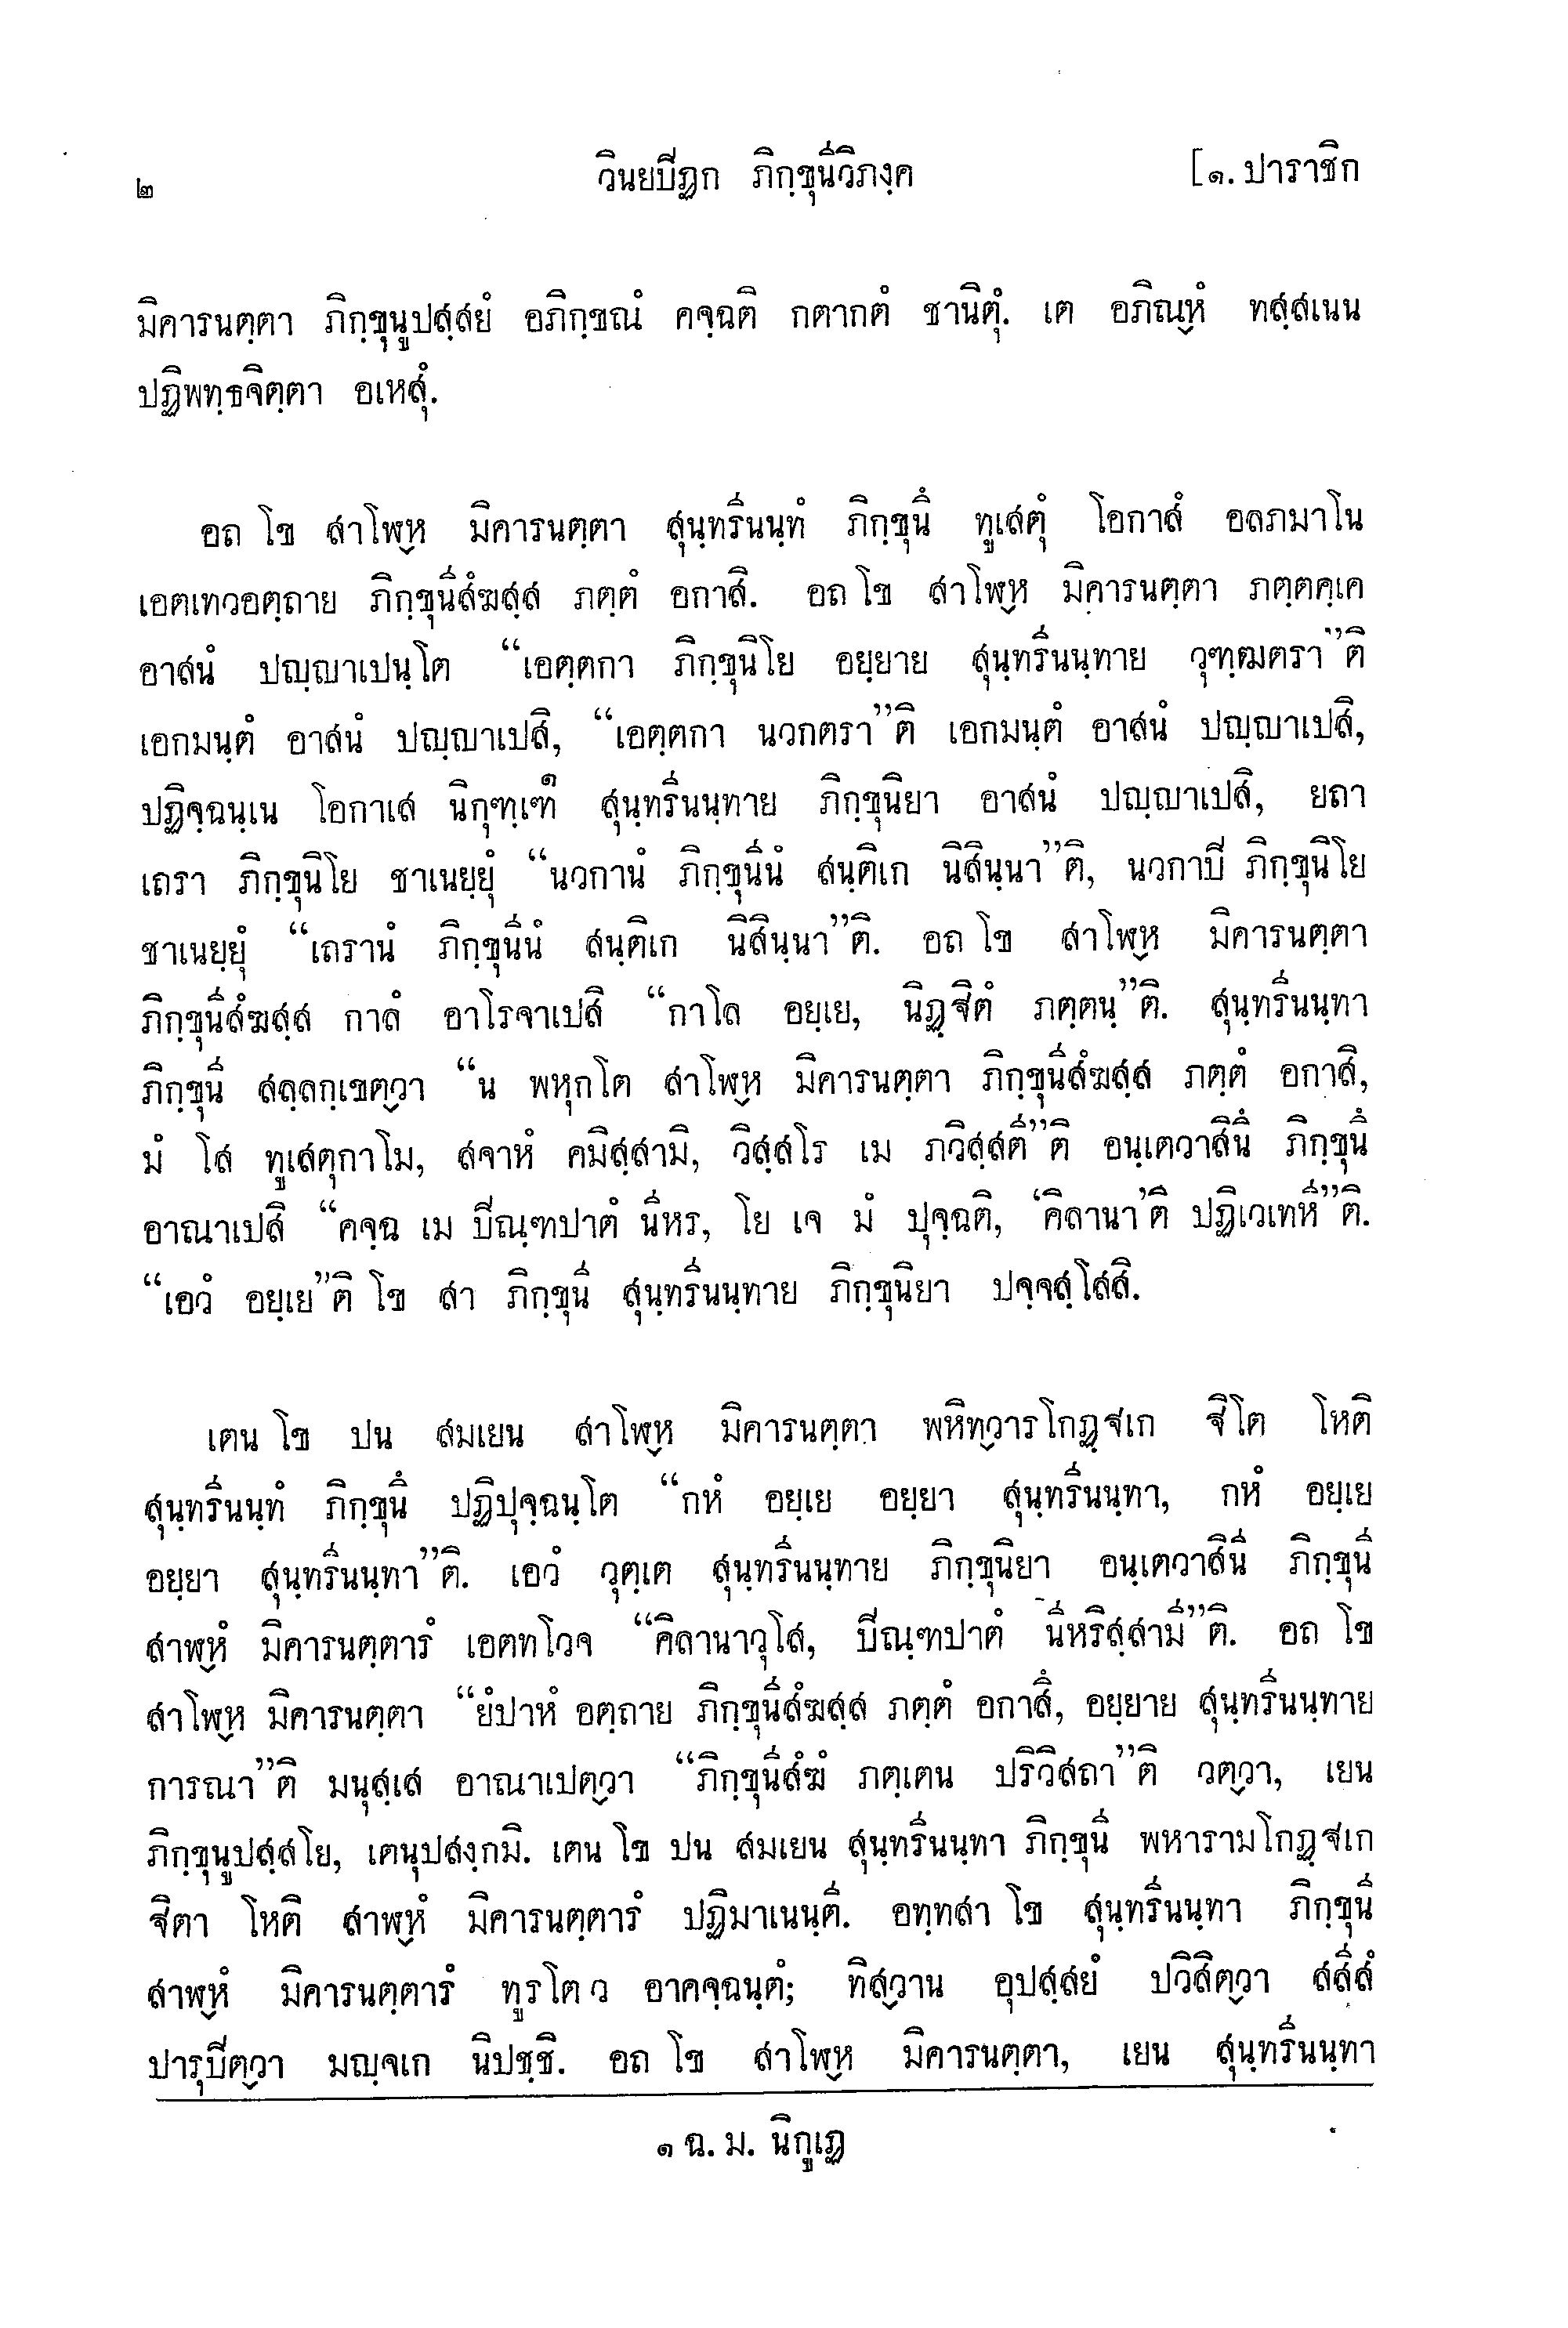 ๒ วินยปิฏก ภิกฺขุนีวิภงฺค [๑. ปาราชิก
มิคารนตฺตา ภิกฺขุนูปสฺสยํ อภิกฺขณํ คจฺฉติ กตากตํ ชานิตุํ. เต อภิณฺหํ ทสฺสเนน
ปฏิพทฺธจิตฺตา อเหสุํ.
อถ โข สาโฬฺห มิคารนตฺตา สุนฺทรีนนฺทํ ภิกฺขุนึ ทูเสตุํ โอกาสํ อลภมาโน
เอตเทวอตฺถาย ภิกฺขุนีสํฆสฺส ภตฺตํ อกาสิ. อถ โข สาโฬฺห มิคารนตฺตา ภตฺตคฺเค
อาสนํ ปญฺญาเปนฺโต “เอตฺตกา ภิกฺขุนิโย อยฺยาย สุนฺทรีนนฺทาย วุฑฺฒตรา”ติ
เอกมนฺตํ อาสนํ ปญฺญาเปสิ, “เอตฺตกา นวกตรา”ติ เอกมนฺตํ อาสนํ ปญฺญาเปสิ,
ปฏิจฺฉนฺเน โอกาเส นิกุฑฺเฑ๑ สุนฺทรีนนฺทาย ภิกฺขุนิยา อาสนํ ปญฺญาเปสิ, ยถา
เถรา ภิกฺขุนิโย ชาเนยฺยุํ “นวกานํ ภิกฺขุนีนํ สนฺติเก นิสินฺนา”ติ, นวกาปิ ภิกฺขุนิโย
ชาเนยฺยุํ “เถรานํ ภิกฺขุนีนํ สนฺติเก นิสินฺนา”ติ. อถ โข สาโฬฺห มิคารนตฺตา
ภิกฺขุนีสํฆสฺส กาลํ อาโรจาเปสิ “กาโล อยฺเย, นิฏฺฐิตํ ภตฺตนฺ”ติ. สุนฺทรีนนฺทา
ภิกฺขุนี สลฺลกฺเขตฺวา “น พหุกโต สาโฬฺห มิคารนตฺตา ภิกฺขุนีสํฆสฺส ภตฺตํ อกาสิ,
มํ โส ทูเสตุกาโม, สจาหํ คมิสฺสามิ, วิสฺสโร เม ภวิสฺสตี”ติ อนฺเตวาสินึ ภิกฺขุนึ
อาณาเปสิ “คจฺฉ เม ปิณฺฑปาตํ นีหร, โย เจ มํ ปุจฺฉติ, ‘คิลานา’ติ ปฏิเวเทหี”ติ.
“เอวํ อยฺเย”ติ โข สา ภิกฺขุนี สุนฺทรีนนฺทาย ภิกฺขุนิยา ปจฺจสฺโสสิ.
เตน โข ปน สมเยน สาโฬฺห มิคารนตฺตา พหิทฺวารโกฏฺฐเก ฐิโต โหติ
สุนฺทรีนนฺทํ ภิกฺขุนึ ปฏิปุจฺฉนฺโต “กหํ อยฺเย อยฺยา สุนฺทรีนนฺทา, กหํ อยฺเย
อยฺยา สุนฺทรีนนฺทา”ติ. เอวํ วุตฺเต สุนฺทรีนนฺทาย ภิกฺขุนิยา อนฺเตวาสินี ภิกฺขุนี
สาฬฺหํ มิคารนตฺตารํ เอตทโวจ “คิลานาวุโส, ปิณฺฑปาตํ นีหริสฺสามี”ติ. อถ โข
สาโฬฺห มิคารนตฺตา “ยํปาหํ อตฺถาย ภิกฺขุนีสํฆสฺส ภตฺตํ อกาสึ, อยฺยาย สุนฺทรีนนฺทาย
การณา”ติ มนุสฺเส อาณาเปตฺวา “ภิกฺขุนีสํฆํ ภตฺเตน ปริวิสถา”ติ วตฺวา, เยน
ภิกฺขุนูปสฺสโย, เตนุปสงฺกมิ. เตน โข ปน สมเยน สุนฺทรีนนฺทา ภิกฺขุนี พหารามโกฏฺฐเก
ฐิตา โหติ สาฬฺหํ มิคารนตฺตารํ ปฏิมาเนนฺตี. อทฺทสา โข สุนฺทรีนนฺทา ภิกฺขุนี
สาฬฺหํ มิคารนตฺตารํ ทูรโต ว อาคจฺฉนฺตํ; ทิสฺวาน อุปสฺสยํ ปวิสิตฺวา สสีสํ
ปารุปิตฺวา มญฺจเก นิปชฺชิ. อถ โข สาโฬฺห มิคารนตฺตา, เยน สุนฺทรีนนฺทา
๑ ฉ. ม. นิกูเฏ